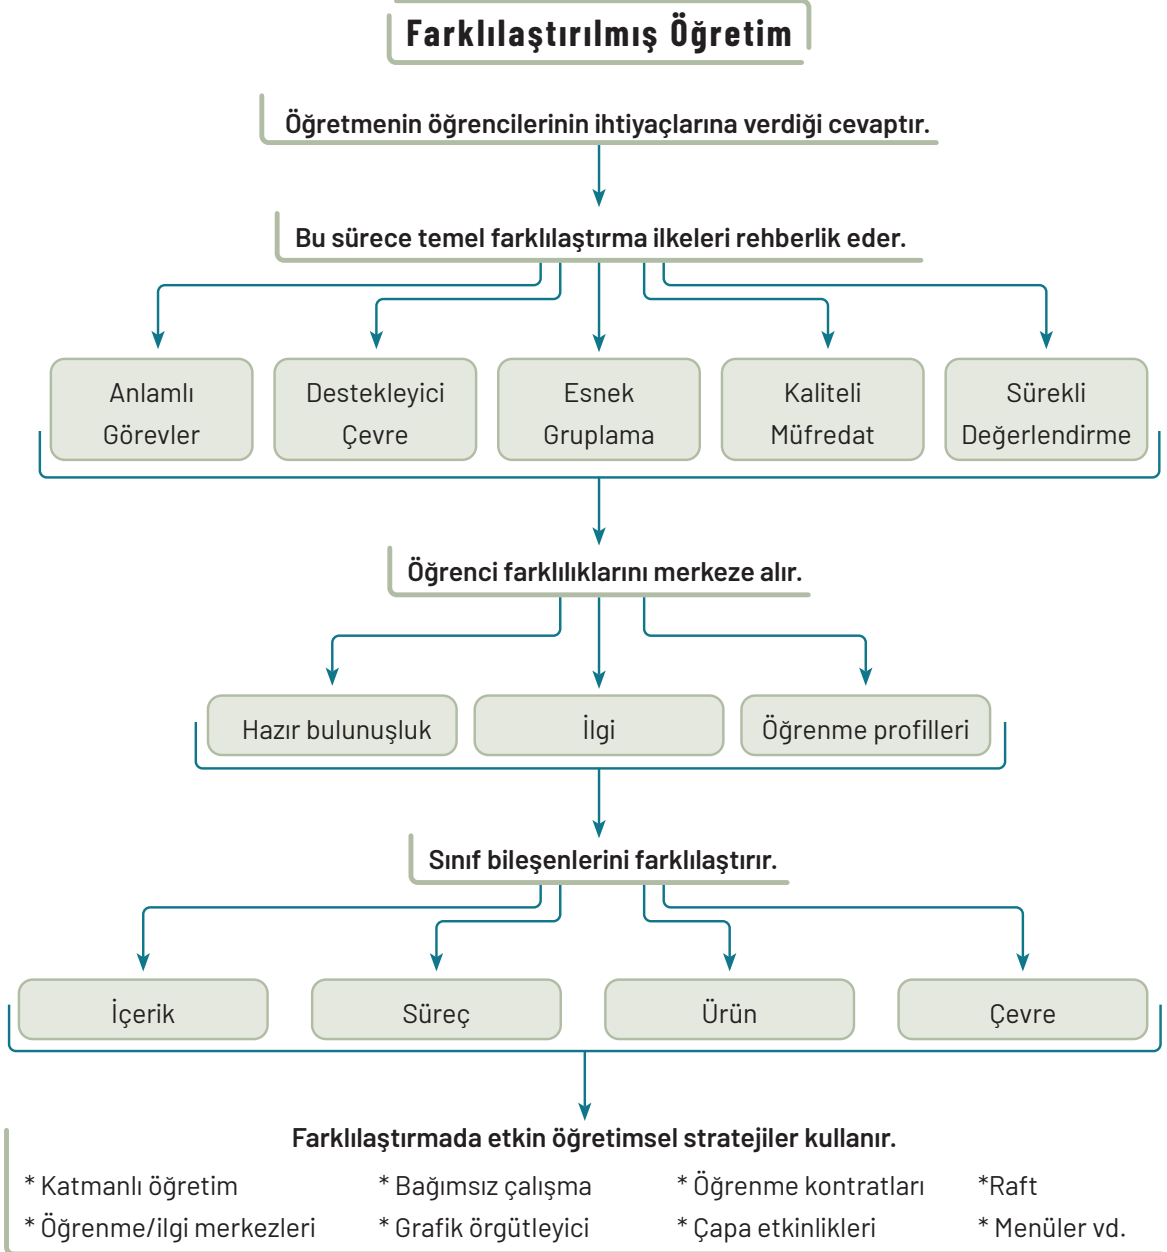 Farklılaştırılmış Öğretim
Öğretmenin öğrencilerinin ihtiyaçlarına verdiği cevaptır.
Bu sürece temel farklılaştırma ilkeleri rehberlik eder.
Anlamlı
Görevler
Destekleyici
Çevre
Esnek
Gruplama
Kaliteli
Müfredat
Sürekli
Değerlendirme
Öğrenci farklılıklarını merkeze alır.
Hazır bulunuşluk
İlgi
Öğrenme profilleri
Sınıf bileşenlerini farklılaştırır.
İçerik
Süreç
Ürün
Çevre
Farklılaştırmada etkin öğretimsel stratejiler kullanır.
* Katmanlı öğretim * Bağımsız çalışma * Öğrenme kontratları *Raft
* Öğrenme/ilgi merkezleri * Grafik örgütleyici * Çapa etkinlikleri * Menüler vd.